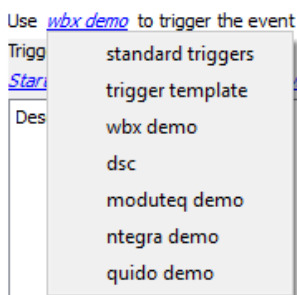 Use wbx demo to trigger the event
Trigg
standard triggers
Start
trigger template
Des
wbx demo
dsc
moduteq demo
ntegra demo
quido demo